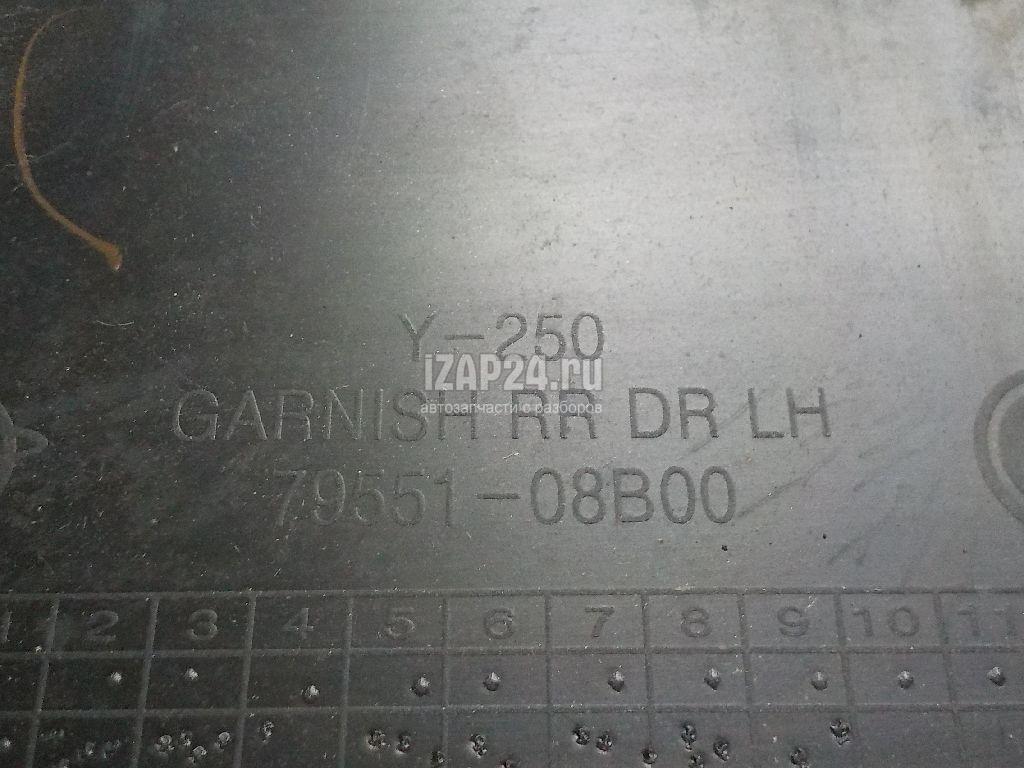 Y-250
iZAP24.ru
GARNISH RR DR LH
автозапчасти с разборов
79551-08B00
1 2 3 4 5 6 7 8 9 10 11